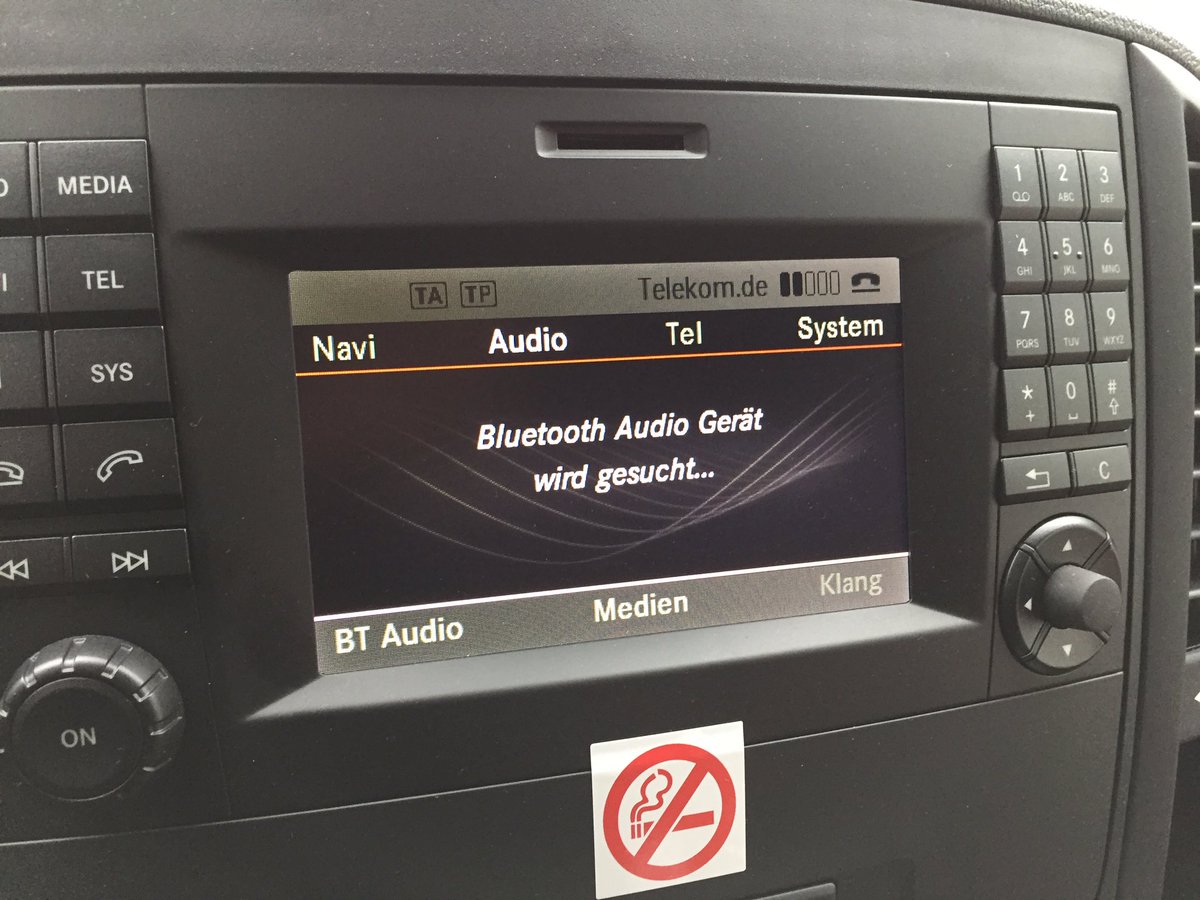 MEDIA
TEL
SYS
ON
TA TP Telekom.de
Navi Audio Tel System
Bluetooth Audio Gerät
wird gesucht...
BT Audio Medien Klang
1 2 3
ABC DEF
4 5 6
GHI JKL MNO
7 8 9
PQRS TUV WXYZ
* 0 #
+
C